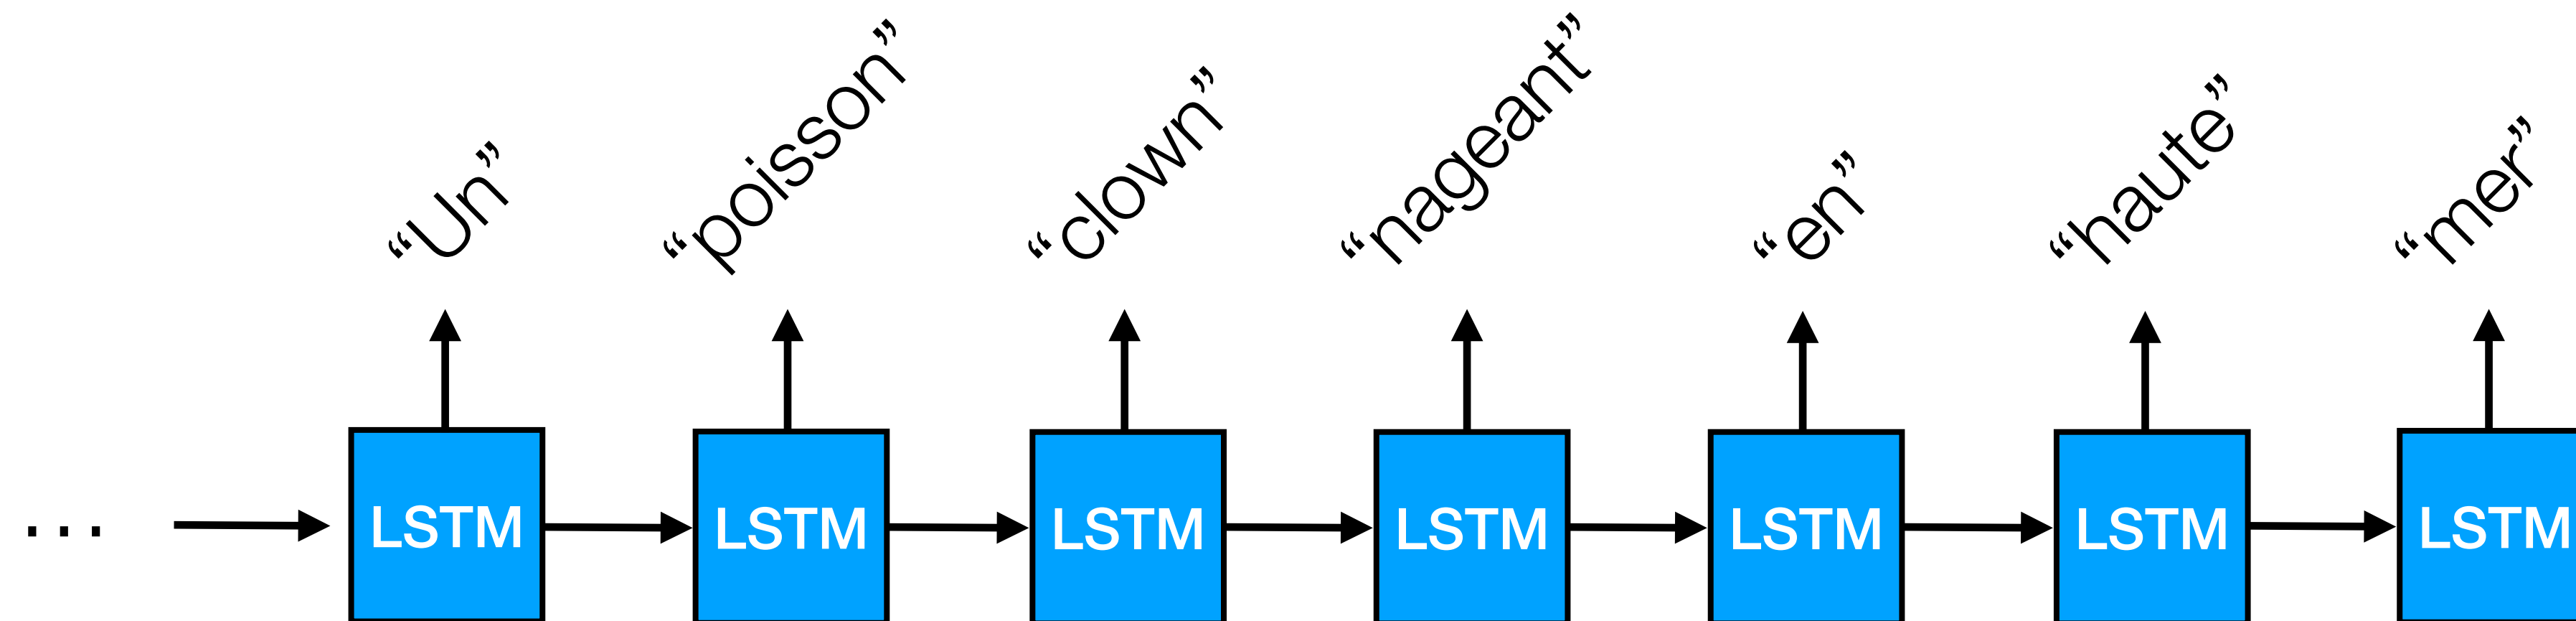 “Un” “poisson” “clown” “nageant” “en” “haute” “mer”
... LSTM LSTM LSTM LSTM LSTM LSTM LSTM